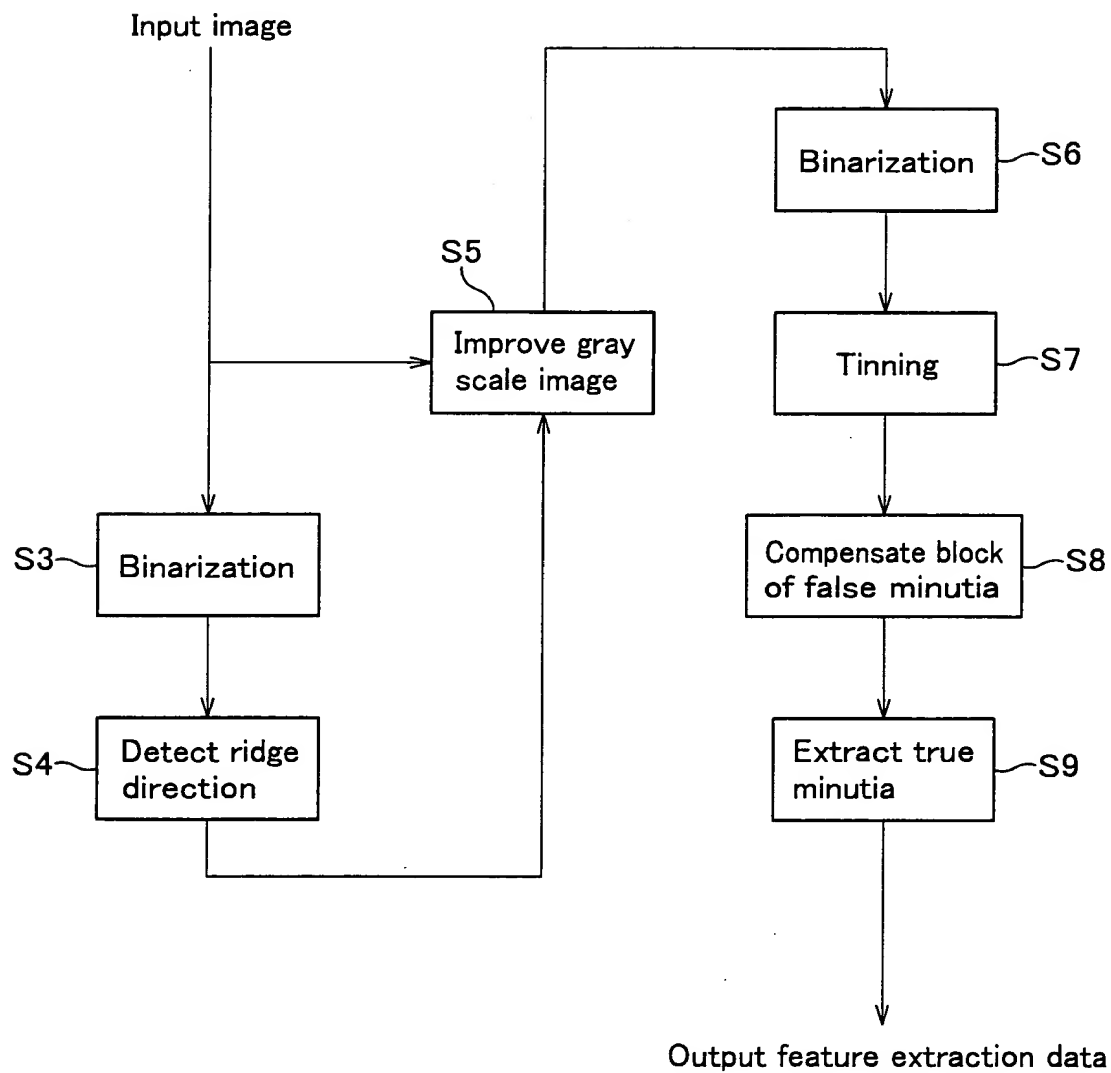 Input image
S3
Binarization
S4
Detect ridge
direction
S5
Improve gray
scale image
Binarization
S6
Tinning
S7
Compensate block
of false minutia
S8
Extract true
minutia
S9
Output feature extraction data